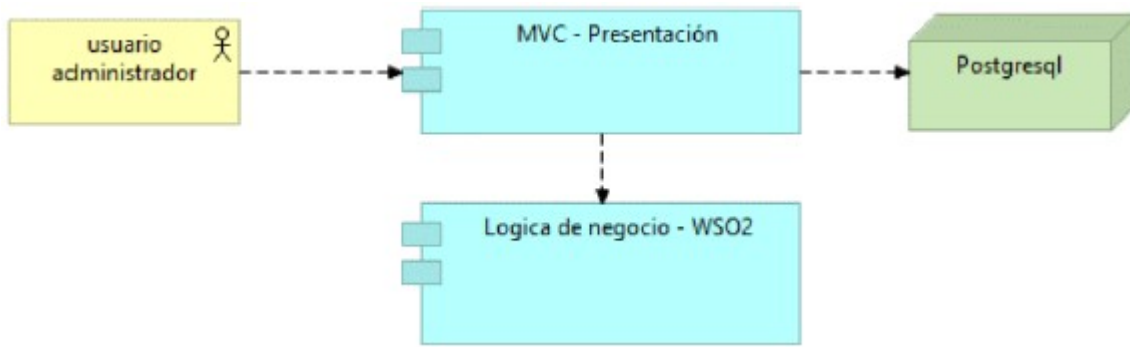 usuario
administrador
MVC - Presentación
Postgresql
Logica de negocio - WSO2